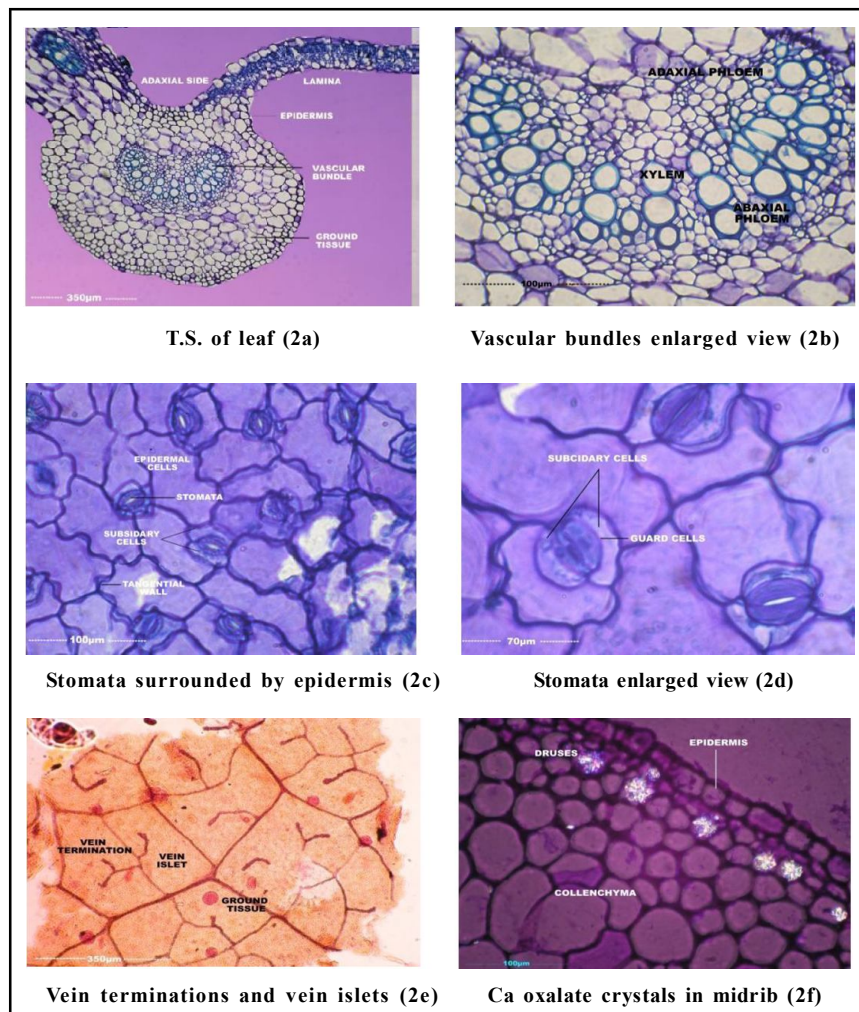 ADAXIAL SIDE
LAMINA
EPIDERMIS
VASCULAR
BUNDLE
GROUND
TISSUE
350µm
T.S. of leaf (2a)
ADAXIAL PHLOEM
XYLEM
ABAXIAL
PHLOEM
100µm
Vascular bundles enlarged view (2b)
EPIDERMAL
CELLS
STOMATA
SUBSIDARY
CELLS
TANGENTIAL
WALL
100µm
Stomata surrounded by epidermis (2c)
SUBCIDARY CELLS
GUARD CELLS
70µm
Stomata enlarged view (2d)
VEIN
TERMINATION
VEIN
ISLET
GROUND
TISSUE
350µm
Vein terminations and vein islets (2e)
DRUSES
EPIDERMIS
COLLENCHYMA
100µm
Ca oxalate crystals in midrib (2f)